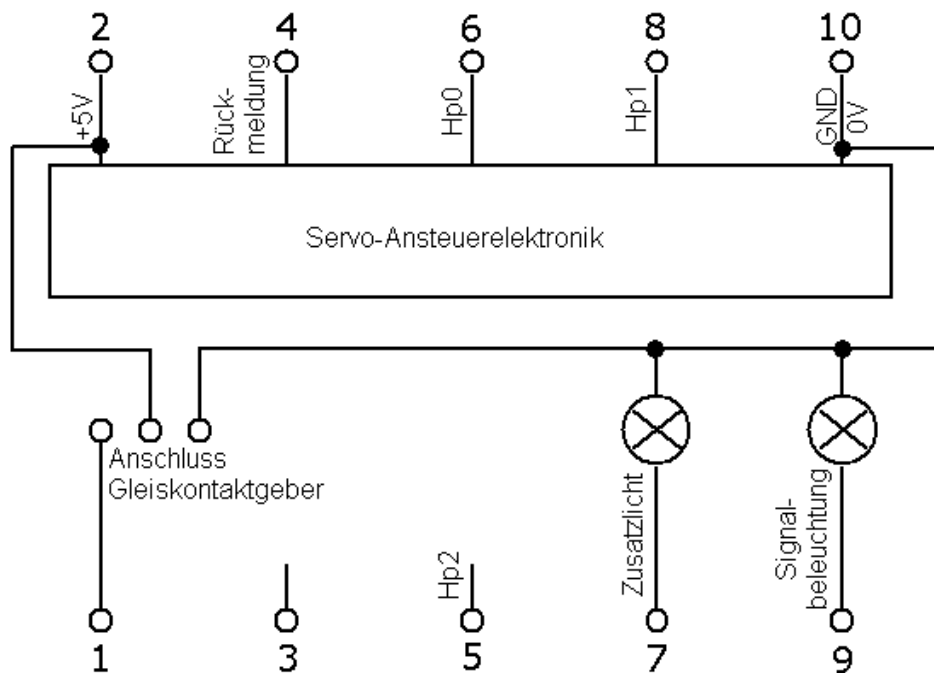 2 4 6 8 10
+5V
Rück-
meldung
Hp0
Hp1
GND
0V
Servo-Ansteuerelektronik
Anschluss
Gleiskontaktgeber
Hp2
Zusatzlicht
Signal-
beleuchtung
1 3 5 7 9